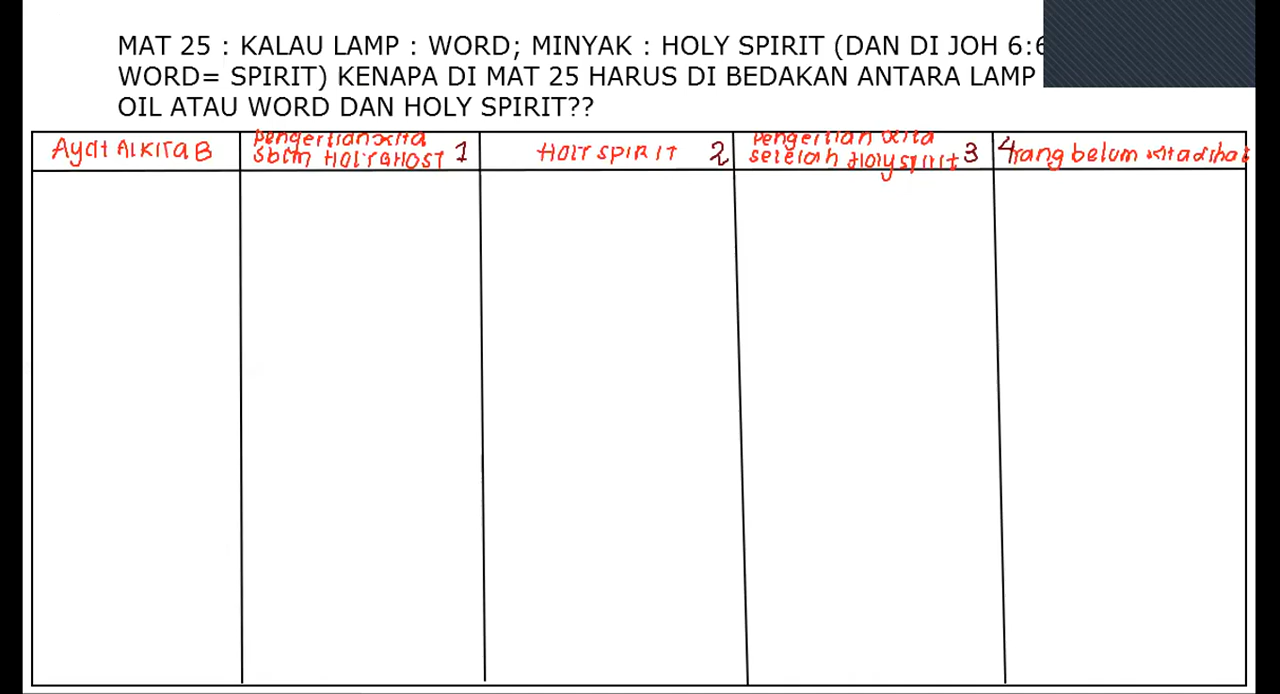 MAT 25 : KALAU LAMP : WORD; MINYAK : HOLY SPIRIT (DAN DI JOH 6:6
WORD= SPIRIT) KENAPA DI MAT 25 HARUS DI BEDAKAN ANTARA LAMP
OIL ATAU WORD DAN HOLY SPIRIT??
Ayat ALKITAB
pengertian kita
sblm HOLY GHOST 1
HOLY SPIRIT 2
pengertian kita
setelah Holy spirit 3
4 yang belum kita